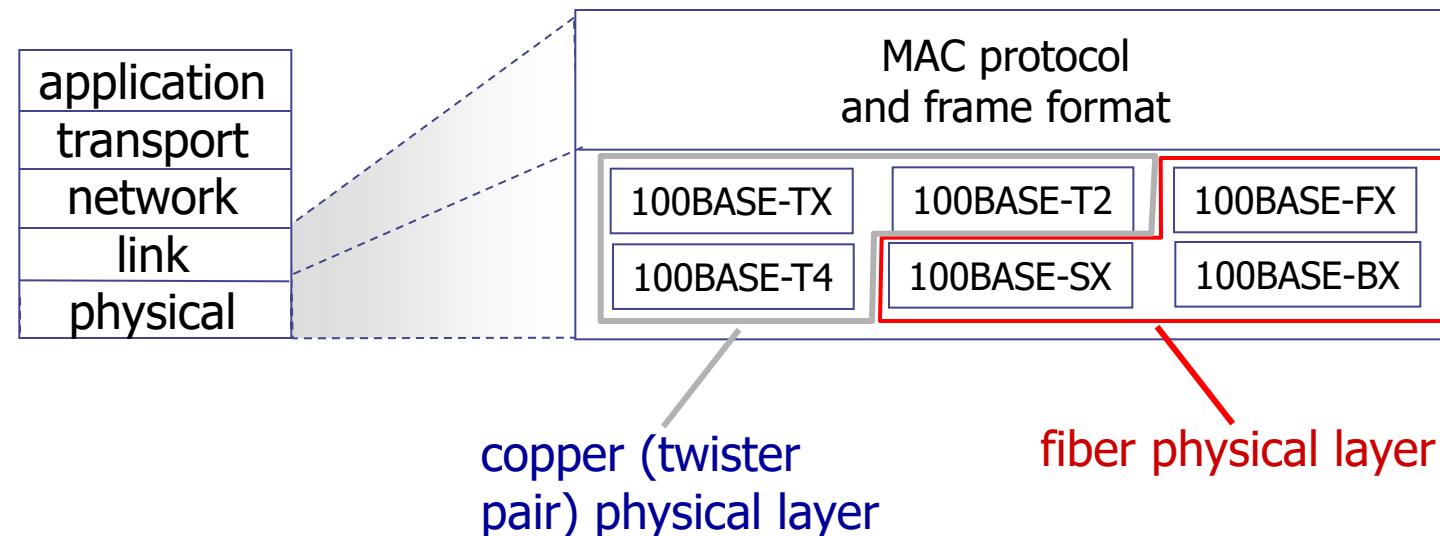 application
transport
network
link
physical
MAC protocol
and frame format
100BASE-TX
100BASE-T2
100BASE-FX
100BASE-T4
100BASE-SX
100BASE-BX
copper (twister
pair) physical layer
fiber physical layer